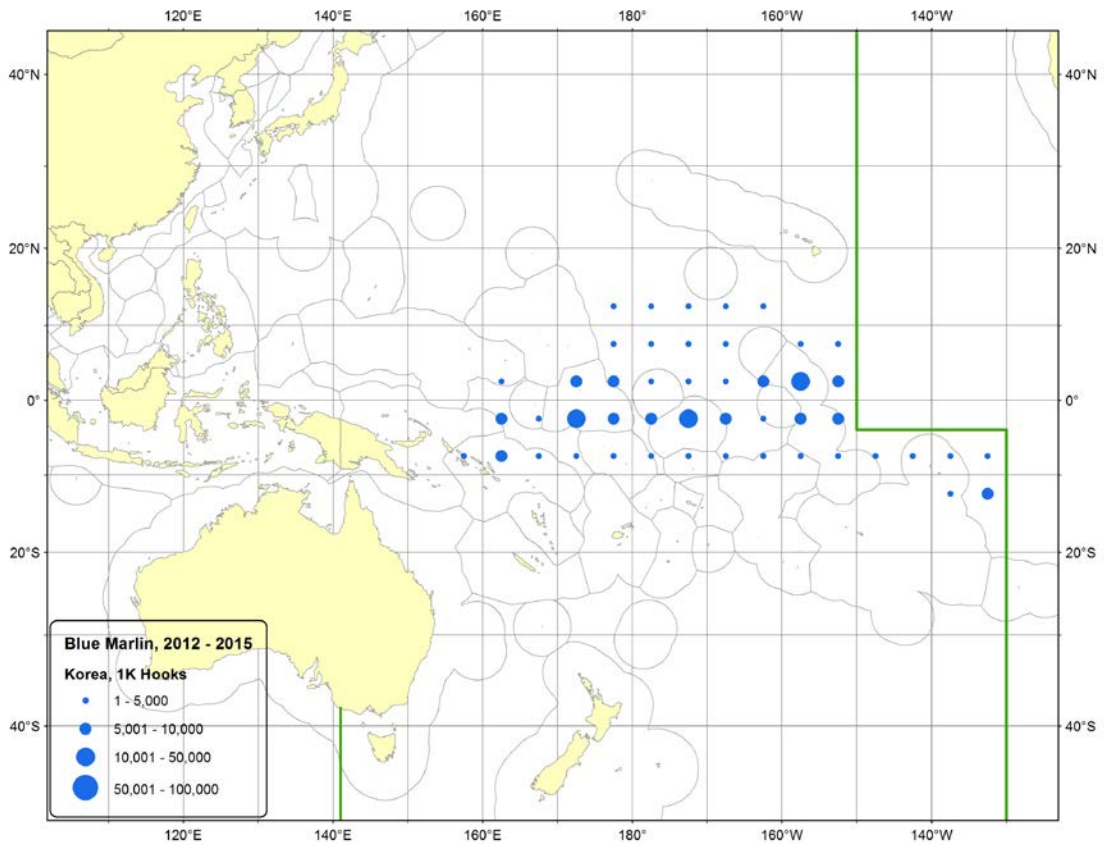 120°E 140°E 160°E 180° 160°W 140°W
40°N 40°N
20°N 20°N
0° 0°
20°S 20°S
40°S 40°S
Blue Marlin, 2012 - 2015
Korea, 1K Hooks
1 - 5,000
5,001 - 10,000
10,001 - 50,000
50,001 - 100,000
120°E 140°E 160°E 180° 160°W 140°W